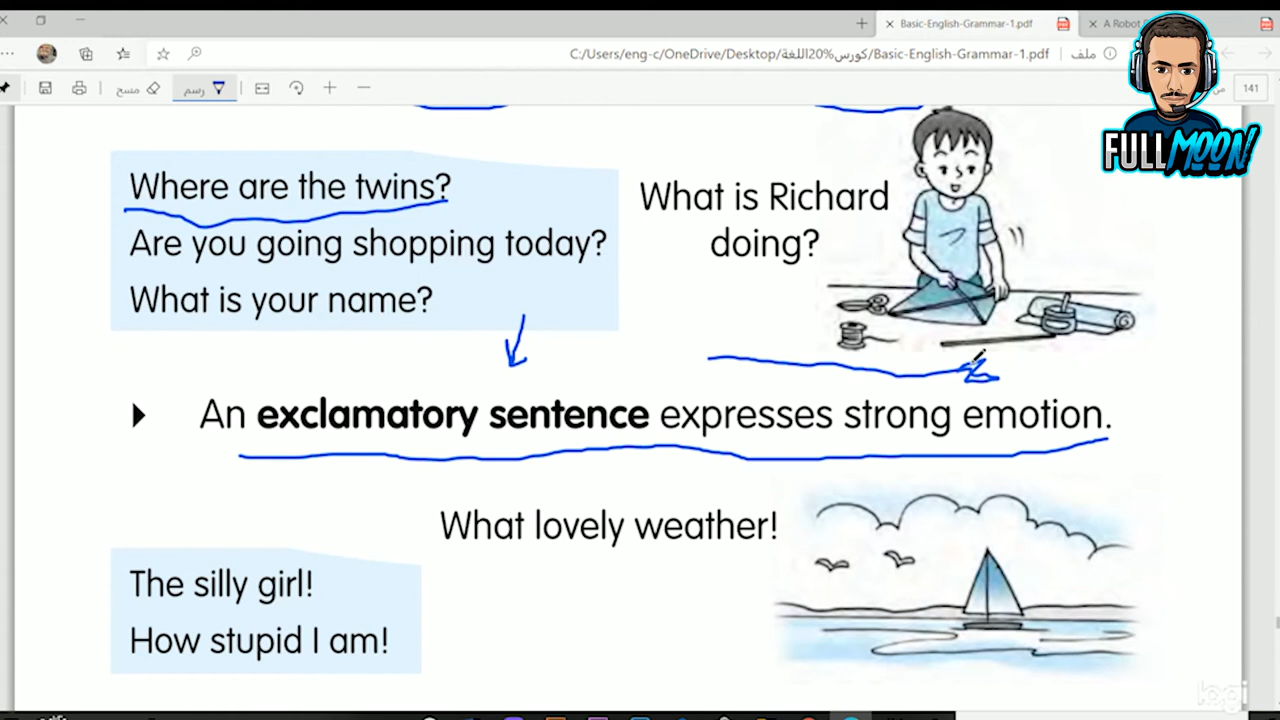 Basic-English-Grammar-1.pdf
A Robot
C:/Users/eng-c/OneDrive/Desktop/كورس%20اللغة/Basic-English-Grammar-1.pdf
ملف
مسح
رسم
141
FULL MOON
Where are the twins?
Are you going shopping today?
What is your name?
What is Richard
doing?
An exclamatory sentence expresses strong emotion.
What lovely weather!
The silly girl!
How stupid I am!
logi